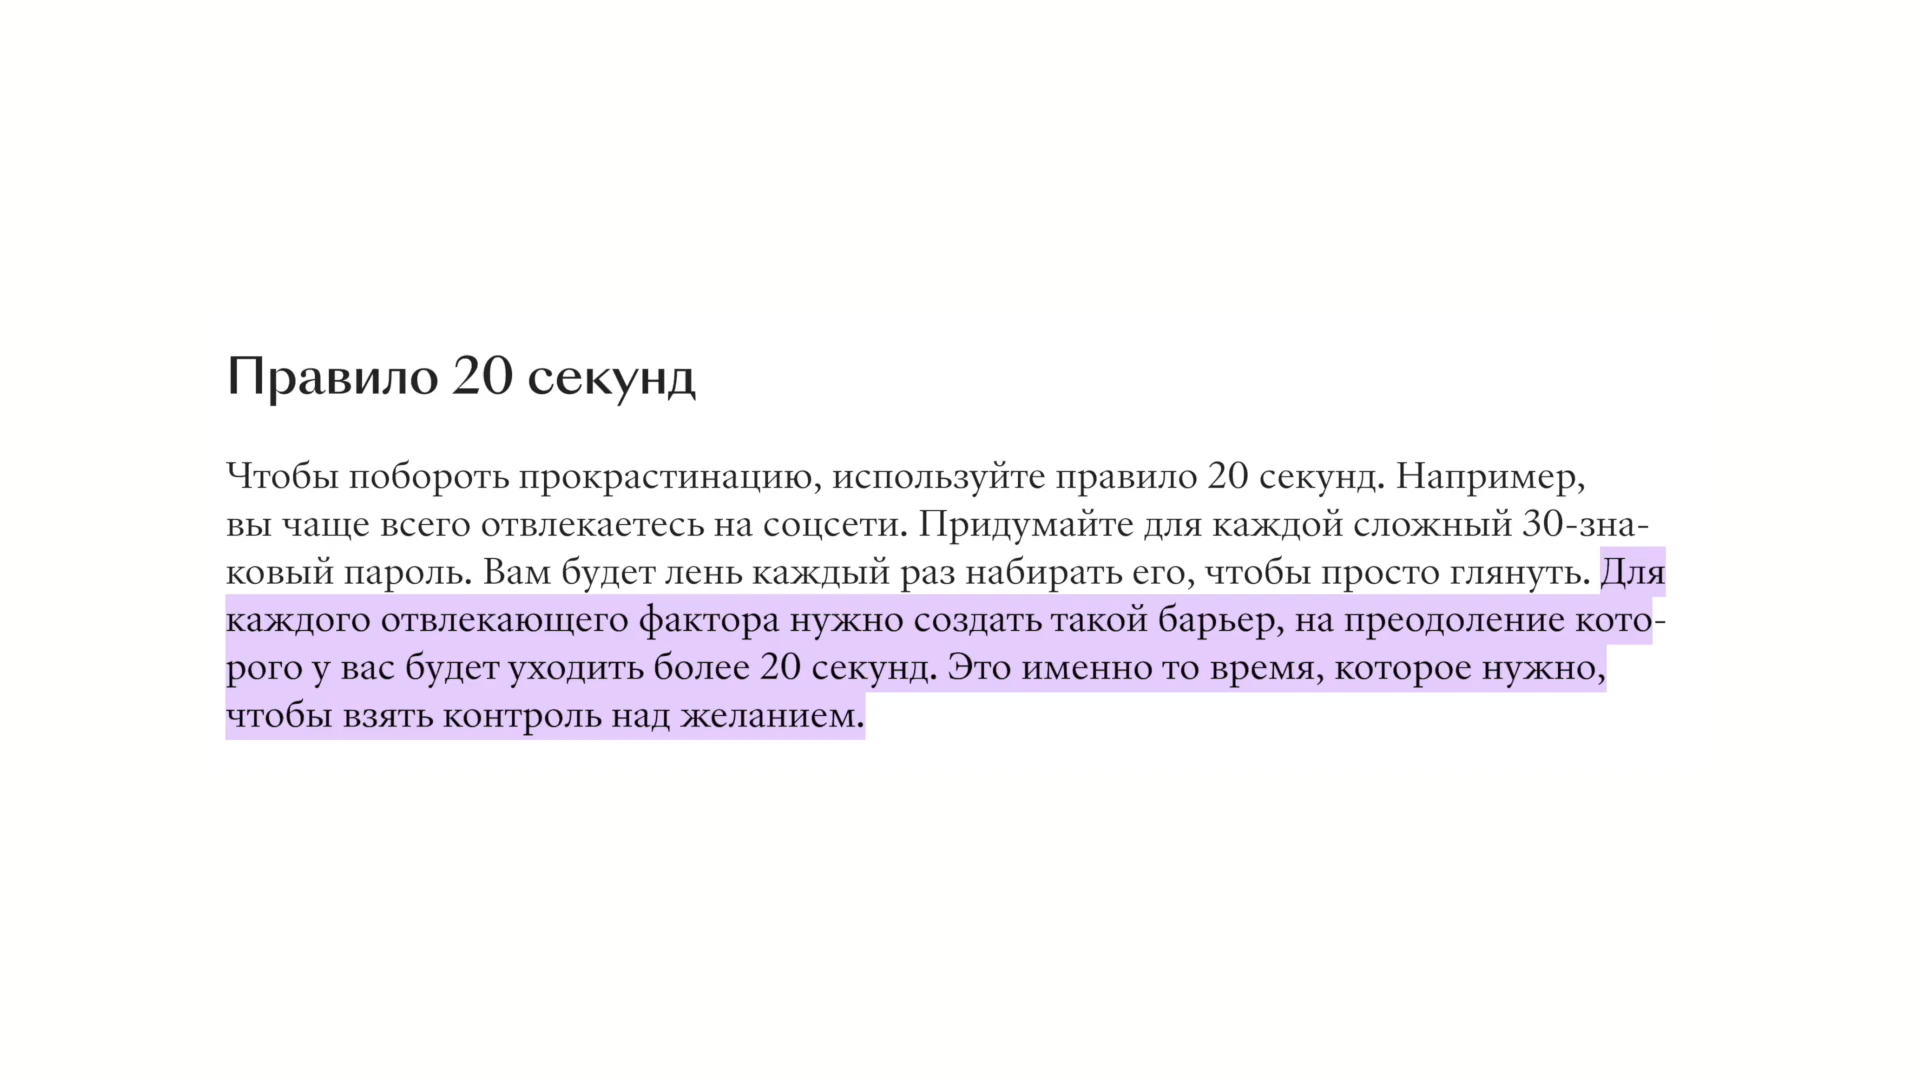 Правило 20 секунд
Чтобы побороть прокрастинацию, используйте правило 20 секунд. Например,
вы чаще всего отвлекаетесь на соцсети. Придумайте для каждой сложный 30-зна-
ковый пароль. Вам будет лень каждый раз набирать его, чтобы просто глянуть. Для
каждого отвлекающего фактора нужно создать такой барьер, на преодоление кото-
рого у вас будет уходить более 20 секунд. Это именно то время, которое нужно,
чтобы взять контроль над желанием.